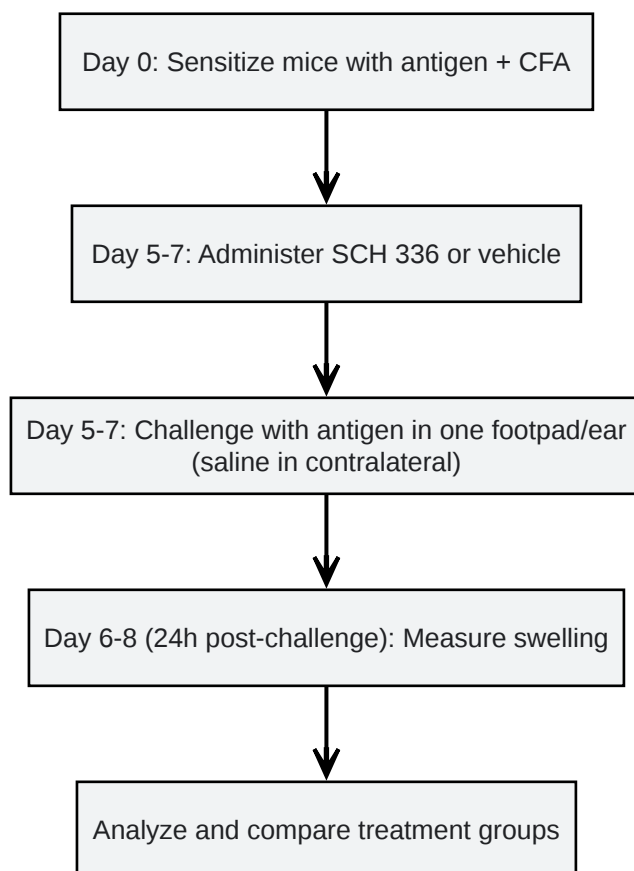 Day 0: Sensitize mice with antigen + CFA
Day 5-7: Administer SCH 336 or vehicle
Day 5-7: Challenge with antigen in one footpad/ear
(saline in contralateral)
Day 6-8 (24h post-challenge): Measure swelling
Analyze and compare treatment groups